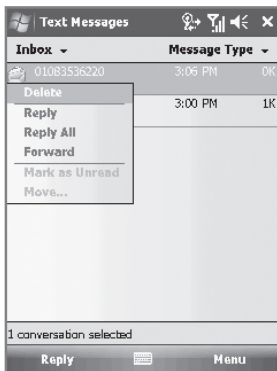 Text Messages
Inbox Message Type
01083536220 3:06 PM 0K
Delete
3:00 PM 1K
Reply
Reply All
Forward
Mark as Unread
Move...
1 conversation selected
Reply Menu